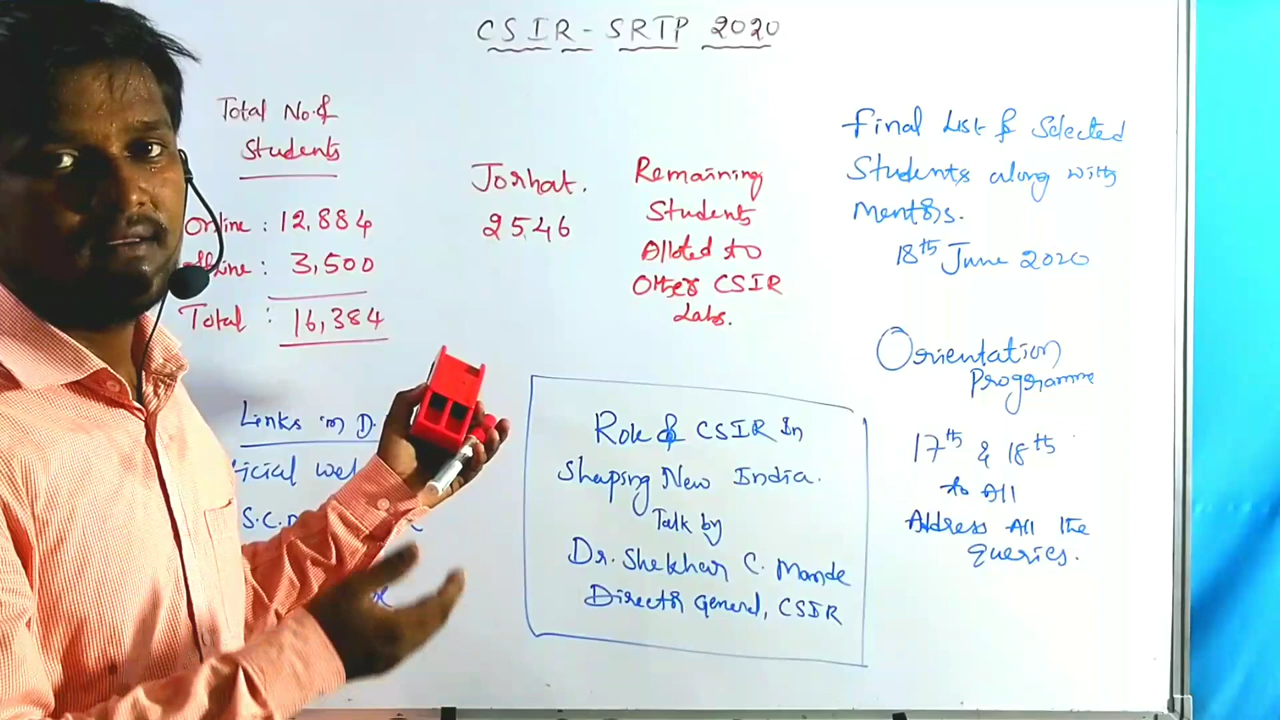 CSIR - SRTP 2020
Total No. of
Students
Online : 12,884
offline : 3,500
Total : 16,384
Jorhat.
2546
Remaining
Students
Alloted to
Other CSIR
Labs.
Final List of Selected
Students along with
Mentors.
18th June 2020
Orientation
Programme
17th & 18th
to All
Address All the
queries.
Links in D.
icial we
S.C.
Role of CSIR In
Shaping New India.
Talk by
Dr. Shekhar C. Mande
Director General, CSIR